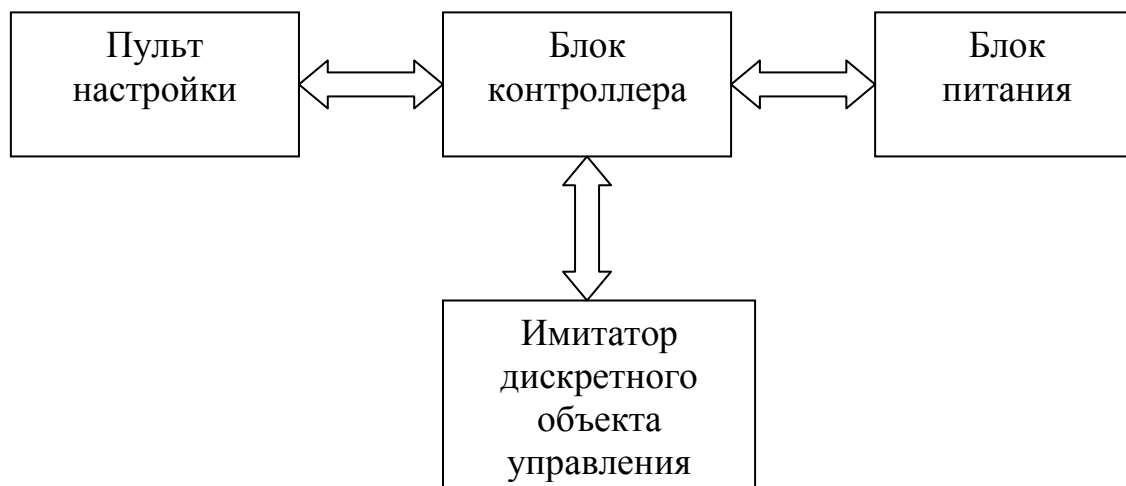 Пульт
настройки
Блок
контроллера
Блок
питания
Имитатор
дискретного
объекта
управления